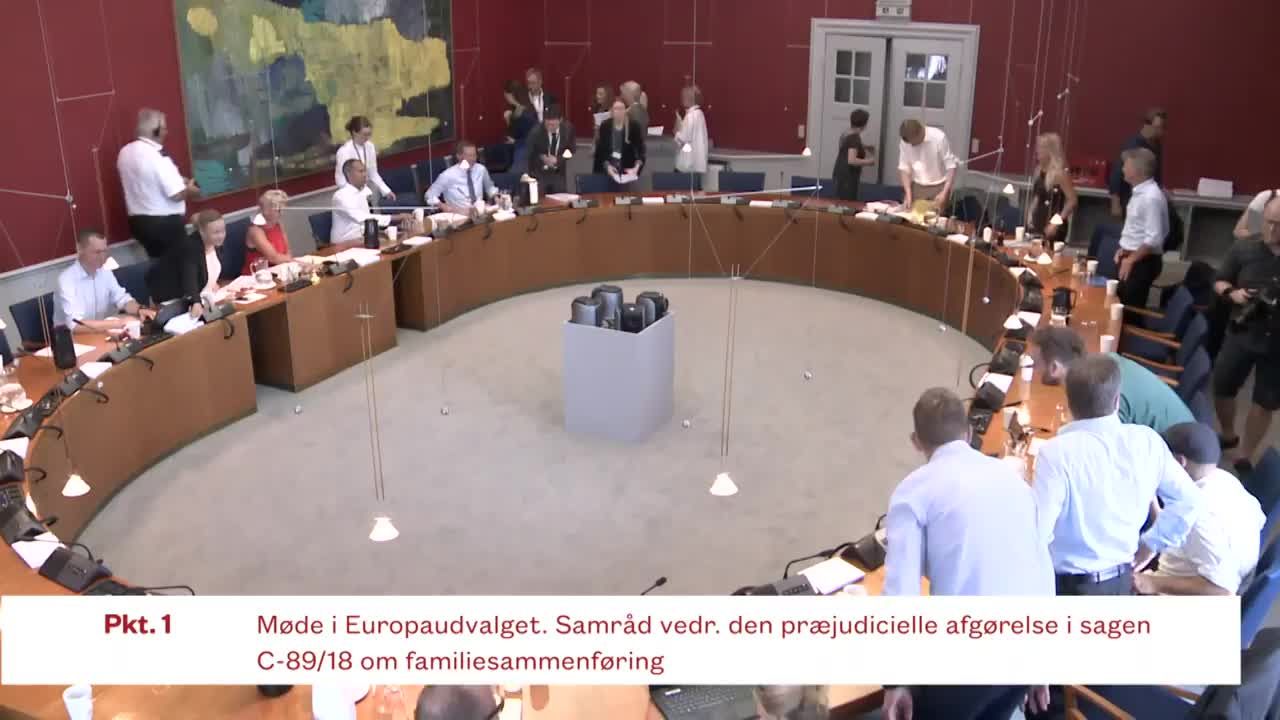 Pkt. 1
Møde i Europaudvalget. Samråd vedr. den præjudicielle afgørelse i sagen
C-89/18 om familiesammenføring